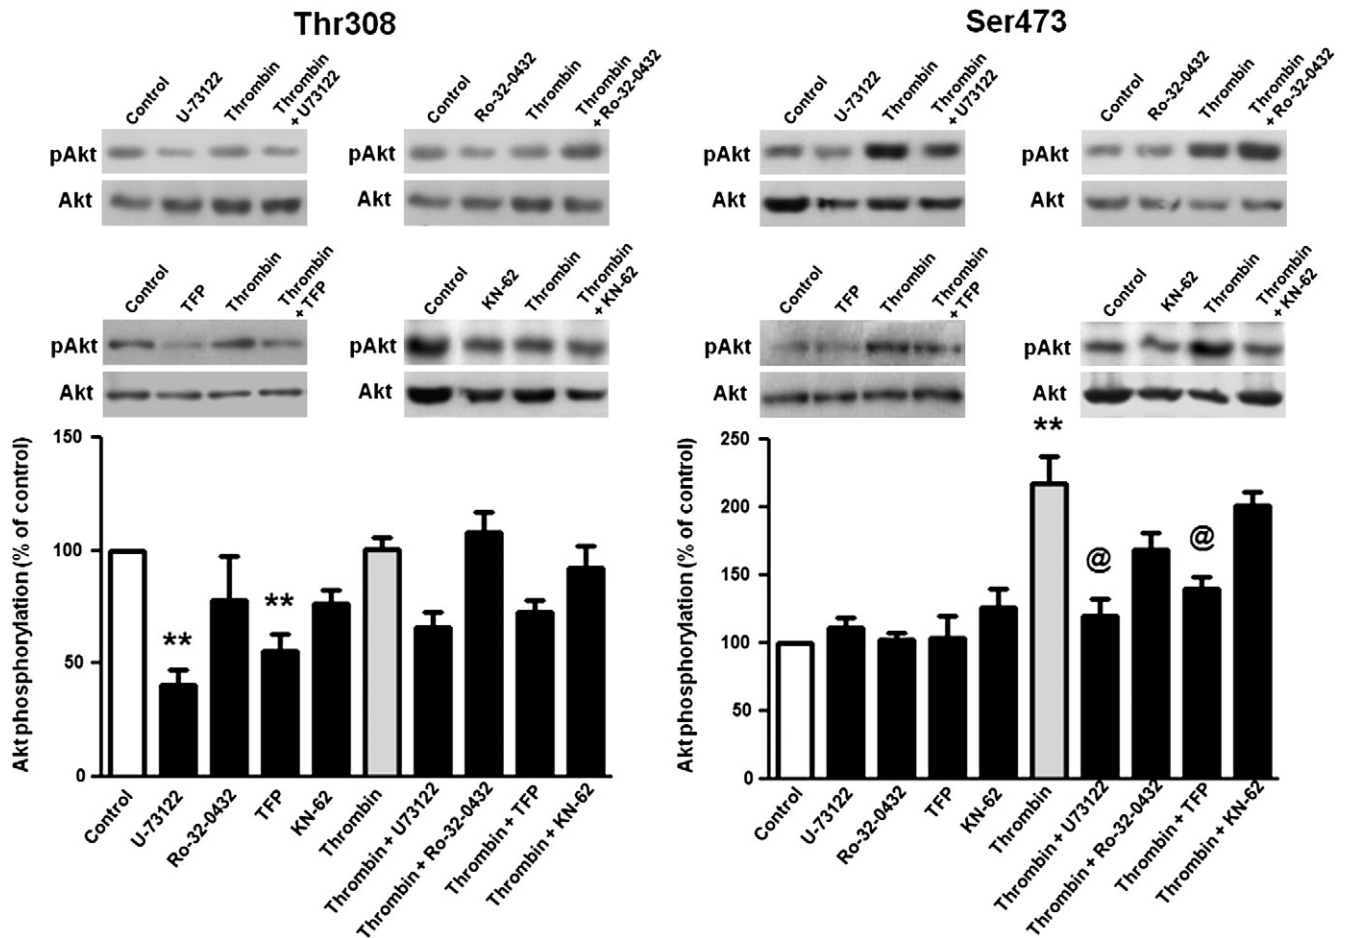 Thr308
Ser473
Control
U-73122
Thrombin
Thrombin
+ U73122
Control
Ro-32-0432
Thrombin
Thrombin
+ Ro-32-0432
Control
U-73122
Thrombin
Thrombin
+ U73122
Control
Ro-32-0432
Thrombin
Thrombin
+ Ro-32-0432
pAkt
pAkt
pAkt
pAkt
Akt
Akt
Akt
Akt
Control
TFP
Thrombin
Thrombin
+ TFP
Control
KN-62
Thrombin
Thrombin
+ KN-62
Control
TFP
Thrombin
Thrombin
+ TFP
Control
KN-62
Thrombin
Thrombin
+ KN-62
pAkt
pAkt
pAkt
pAkt
Akt
Akt
Akt
Akt
Akt phosphorylation (% of control)
150
100
50
0
**
**
Control
U-73122
Ro-32-0432
TFP
KN-62
Thrombin
Thrombin + U73122
Thrombin + Ro-32-0432
Thrombin + TFP
Thrombin + KN-62
Akt phosphorylation (% of control)
250
200
150
100
50
0
**
@
@
Control
U-73122
Ro-32-0432
TFP
KN-62
Thrombin
Thrombin + U73122
Thrombin + Ro-32-0432
Thrombin + TFP
Thrombin + KN-62